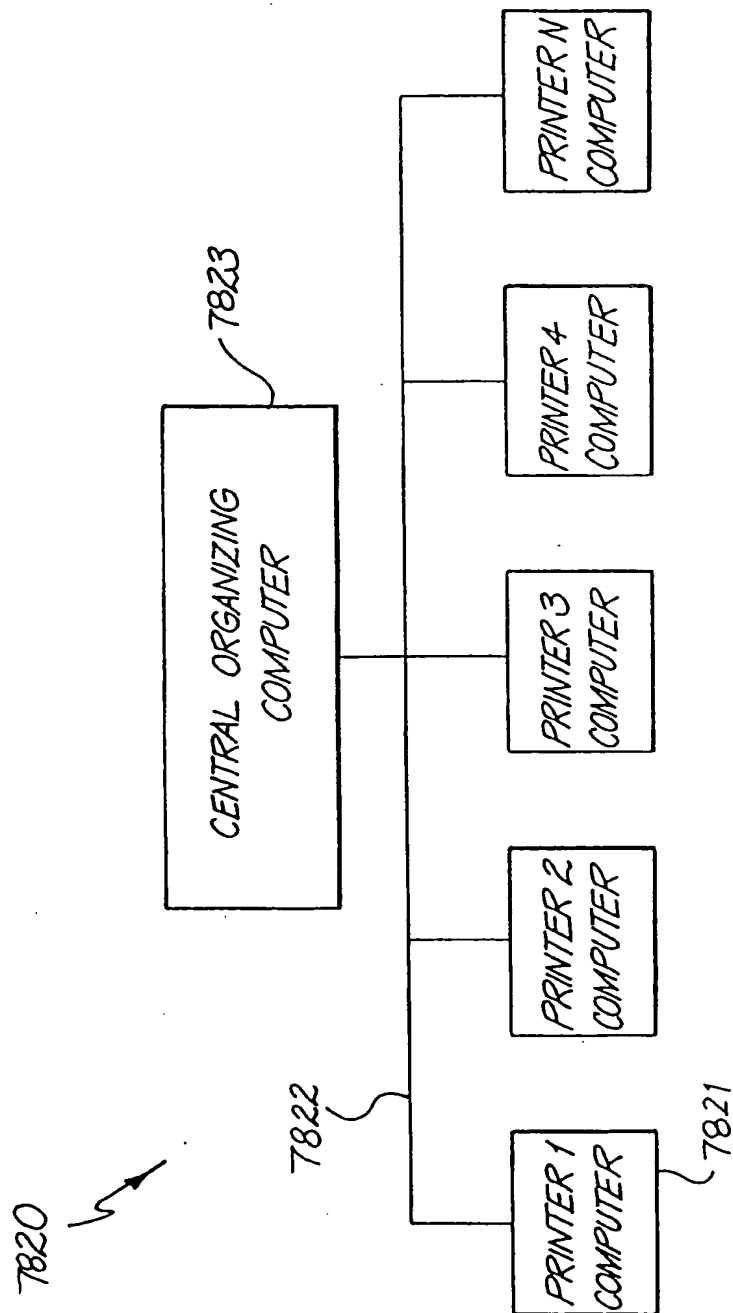 7820
7823
CENTRAL ORGANIZING
COMPUTER
7822
PRINTER 1
COMPUTER
PRINTER 2
COMPUTER
PRINTER 3
COMPUTER
PRINTER 4
COMPUTER
PRINTER N
COMPUTER
7821